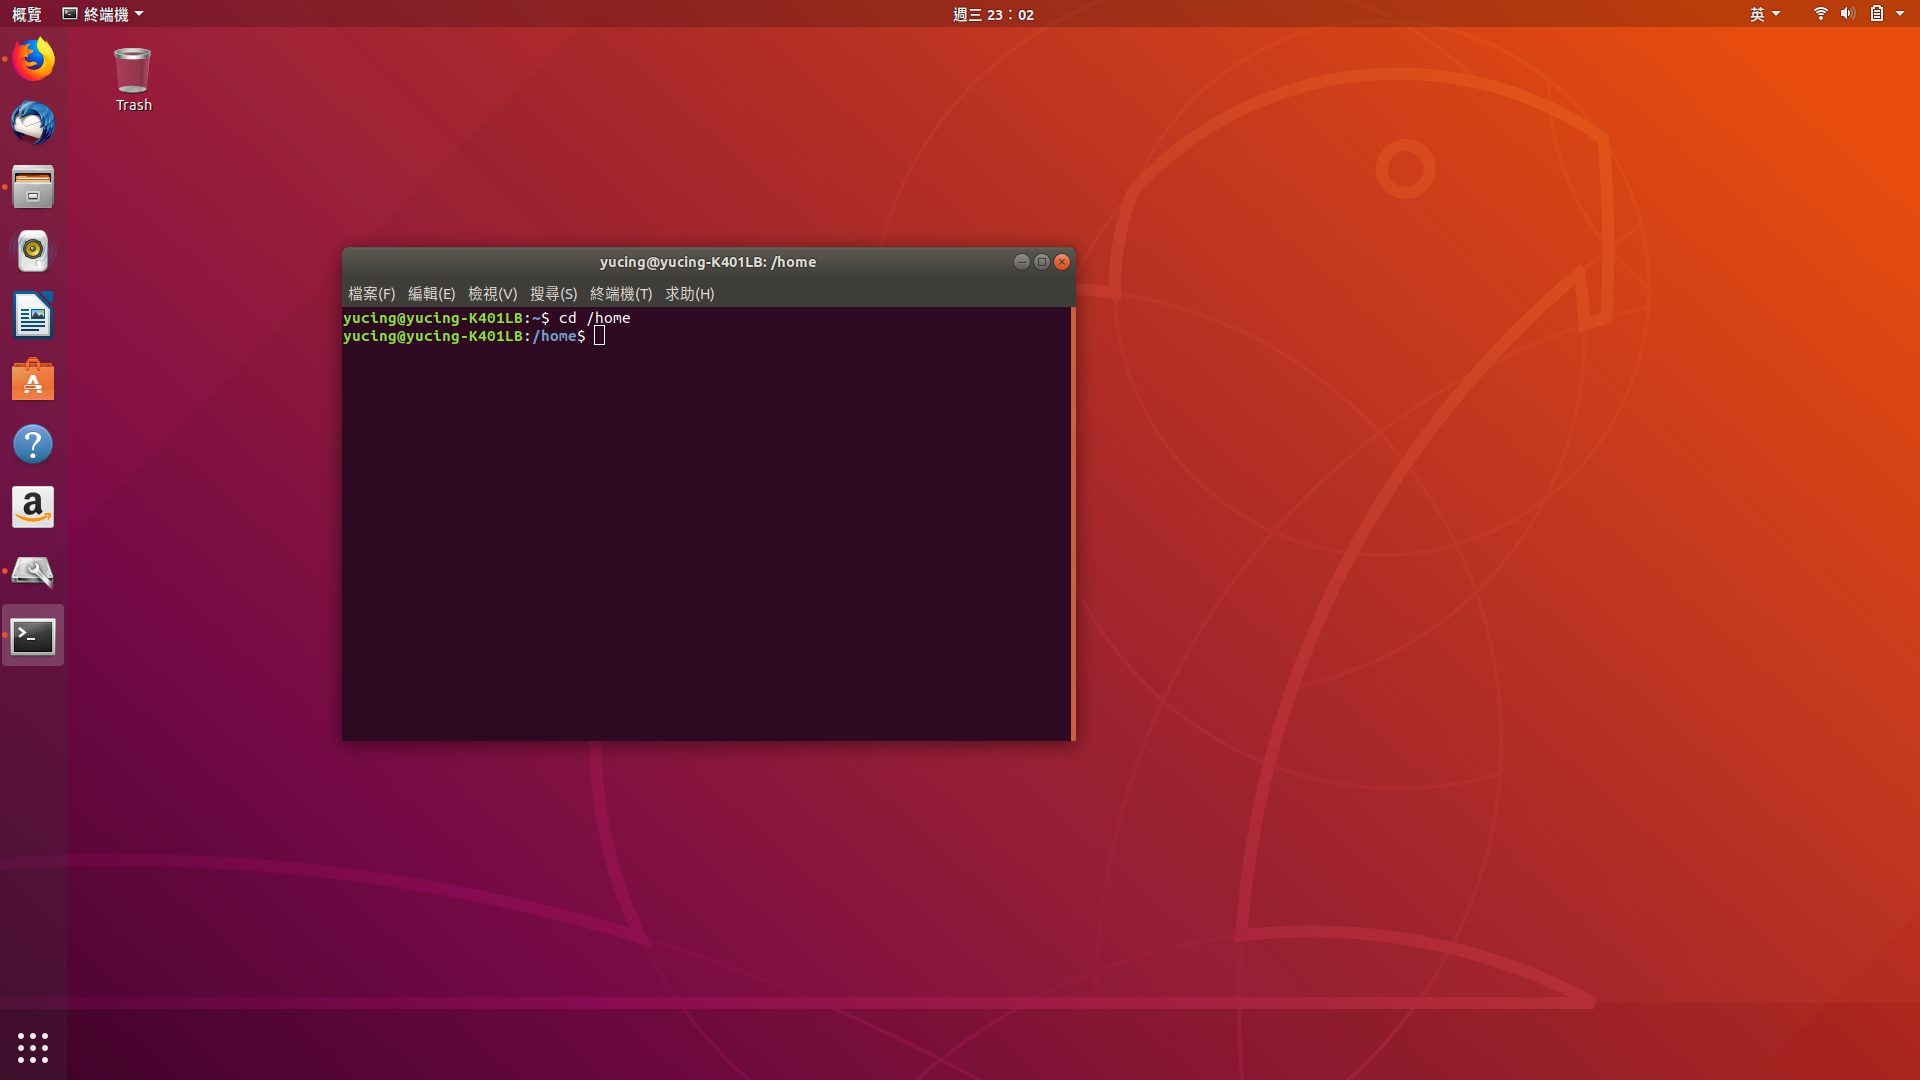 概覽 終端機 週三 23：02 英
Trash
yucing@yucing-K401LB: /home
檔案(F) 編輯(E) 檢視(V) 搜尋(S) 終端機(T) 求助(H)
yucing@yucing-K401LB:~$ cd /home
yucing@yucing-K401LB:/home$